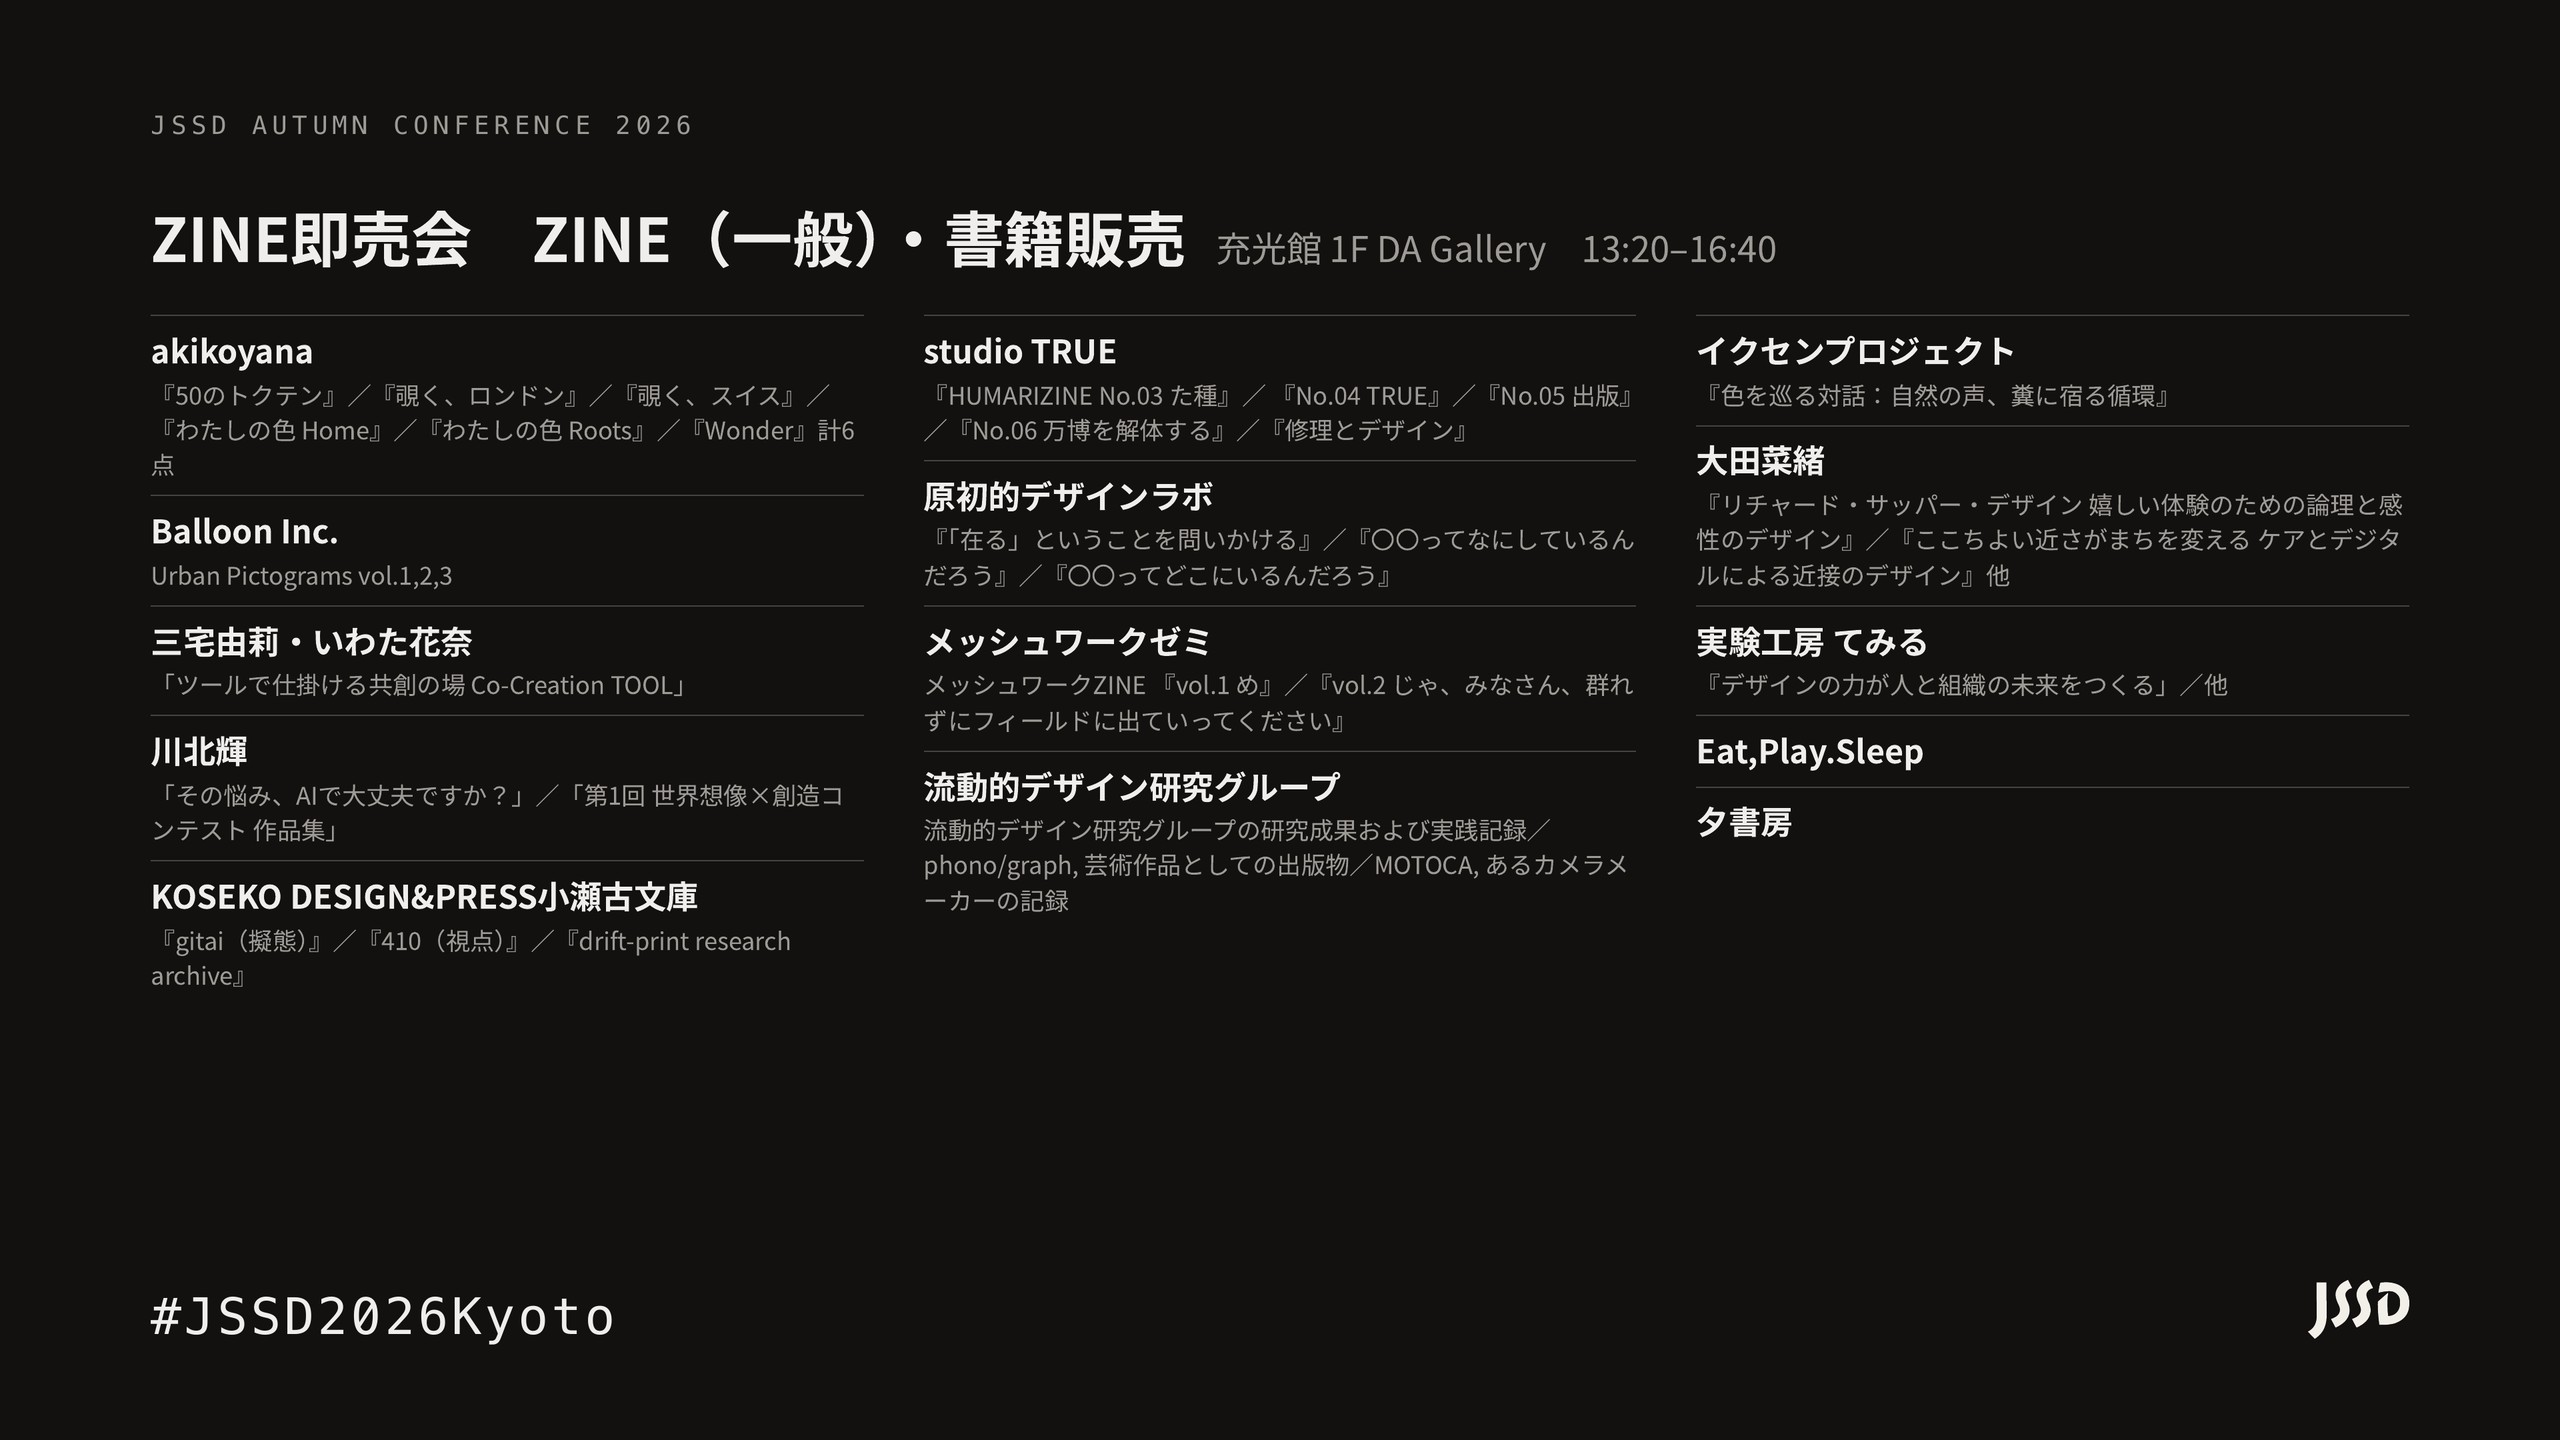 JSSD AUTUMN CONFERENCE 2026
ZINE即売会　ZINE（一般）・書籍販売 充光館 1F DA Gallery　13:20–16:40
akikoyana
『50のトクテン』／『覗く、ロンドン』／『覗く、スイス』／
『わたしの色 Home』／『わたしの色 Roots』／『Wonder』計6
点
Balloon Inc.
Urban Pictograms vol.1,2,3
三宅由莉・いわた花奈
「ツールで仕掛ける共創の場 Co-Creation TOOL」
川北輝
「その悩み、AIで大丈夫ですか？」／「第1回 世界想像×創造コ
ンテスト 作品集」
KOSEKO DESIGN&PRESS小瀬古文庫
『gitai（擬態）』／『410（視点）』／『drift-print research
archive』
studio TRUE
『HUMARIZINE No.03 た種』／ 『No.04 TRUE』／『No.05 出版』
／『No.06 万博を解体する』／『修理とデザイン』
原初的デザインラボ
『「在る」ということを問いかける』／『〇〇ってなにしているん
だろう』／『〇〇ってどこにいるんだろう』
メッシュワークゼミ
メッシュワークZINE 『vol.1 め』／『vol.2 じゃ、みなさん、群れ
ずにフィールドに出ていってください』
流動的デザイン研究グループ
流動的デザイン研究グループの研究成果および実践記録／
phono/graph, 芸術作品としての出版物／MOTOCA, あるカメラメ
ーカーの記録
イクセンプロジェクト
『色を巡る対話：自然の声、糞に宿る循環』
大田菜緒
『リチャード・サッパー・デザイン 嬉しい体験のための論理と感
性のデザイン』／『ここちよい近さがまちを変える ケアとデジタ
ルによる近接のデザイン』他
実験工房 てみる
『デザインの力が人と組織の未来をつくる」／他
Eat,Play.Sleep
夕書房
#JSSD2026Kyoto
JSSD